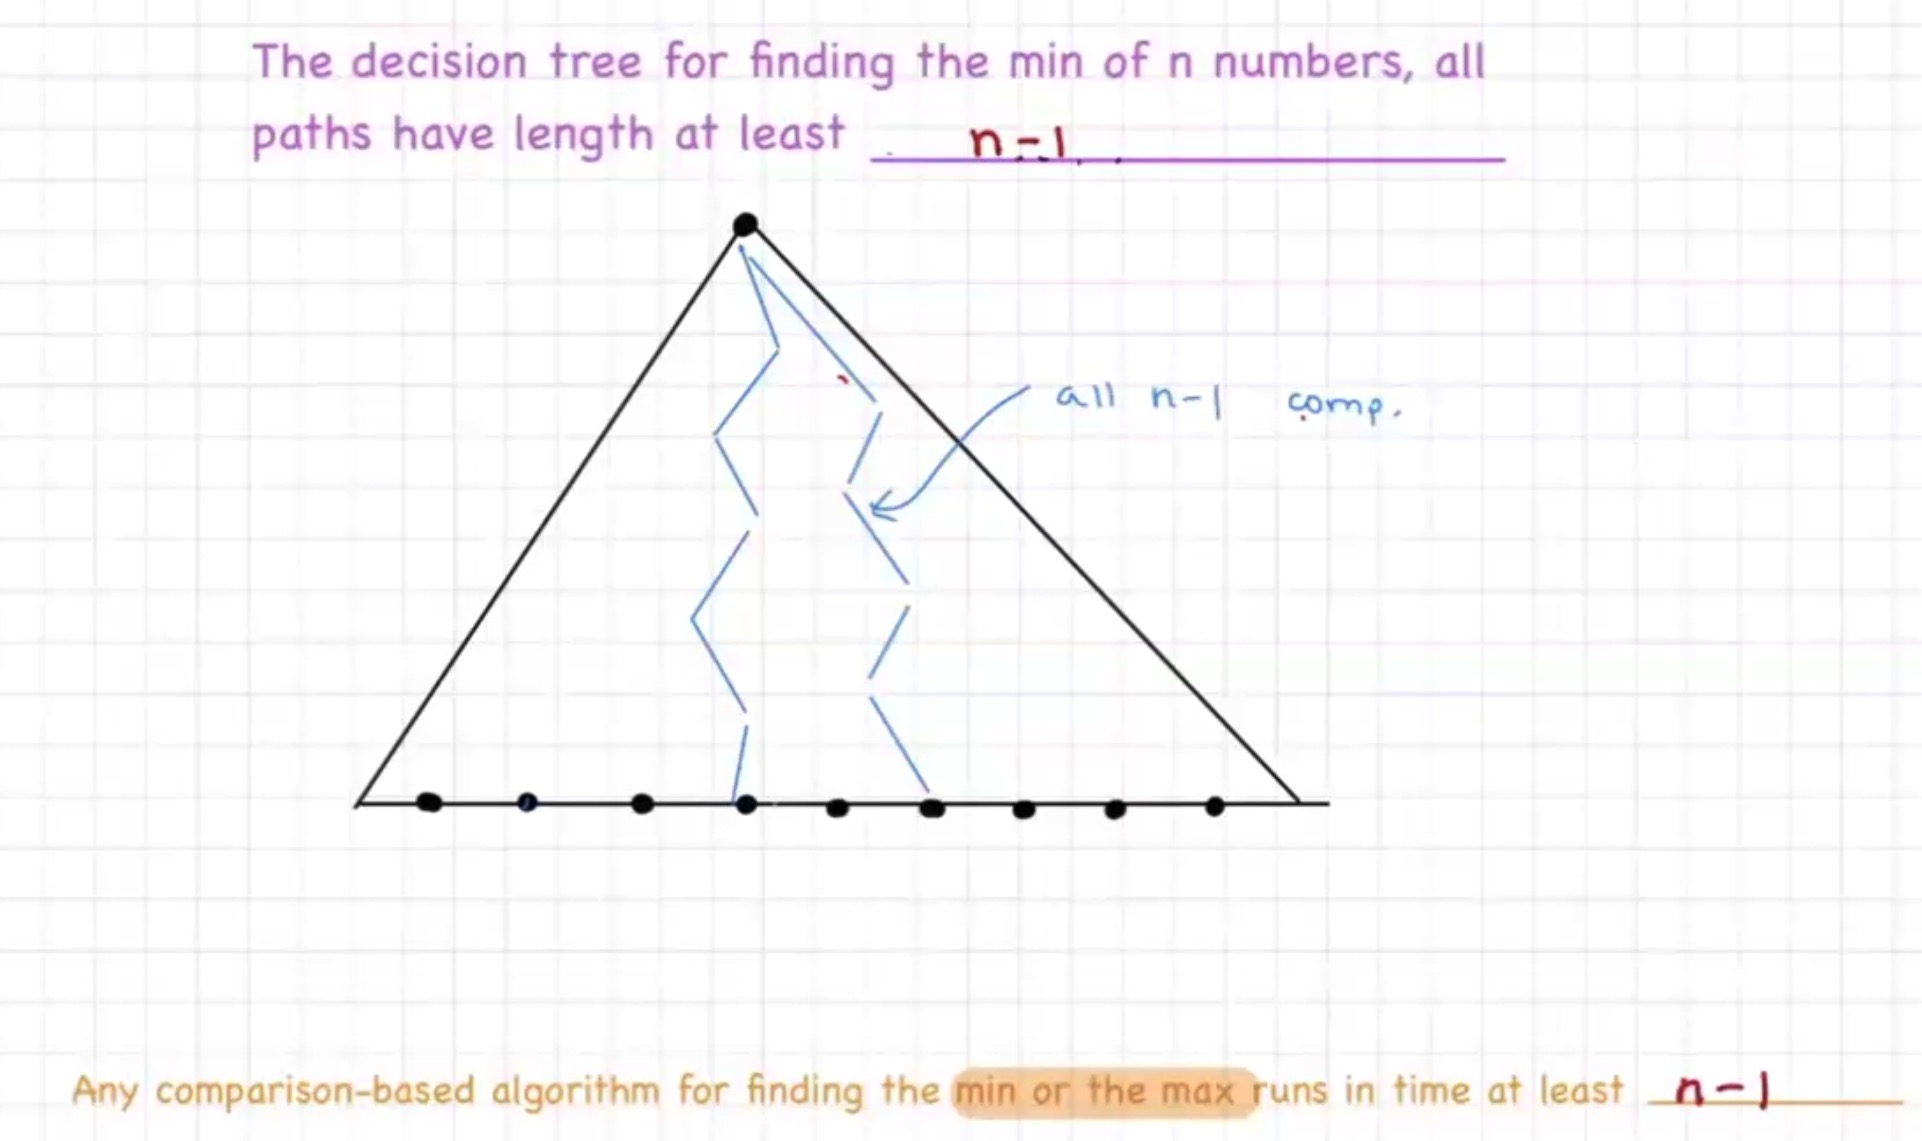 The decision tree for finding the min of n numbers, all
paths have length at least n-1
all n-1 comp.
Any comparison-based algorithm for finding the min or the max runs in time at least n-1